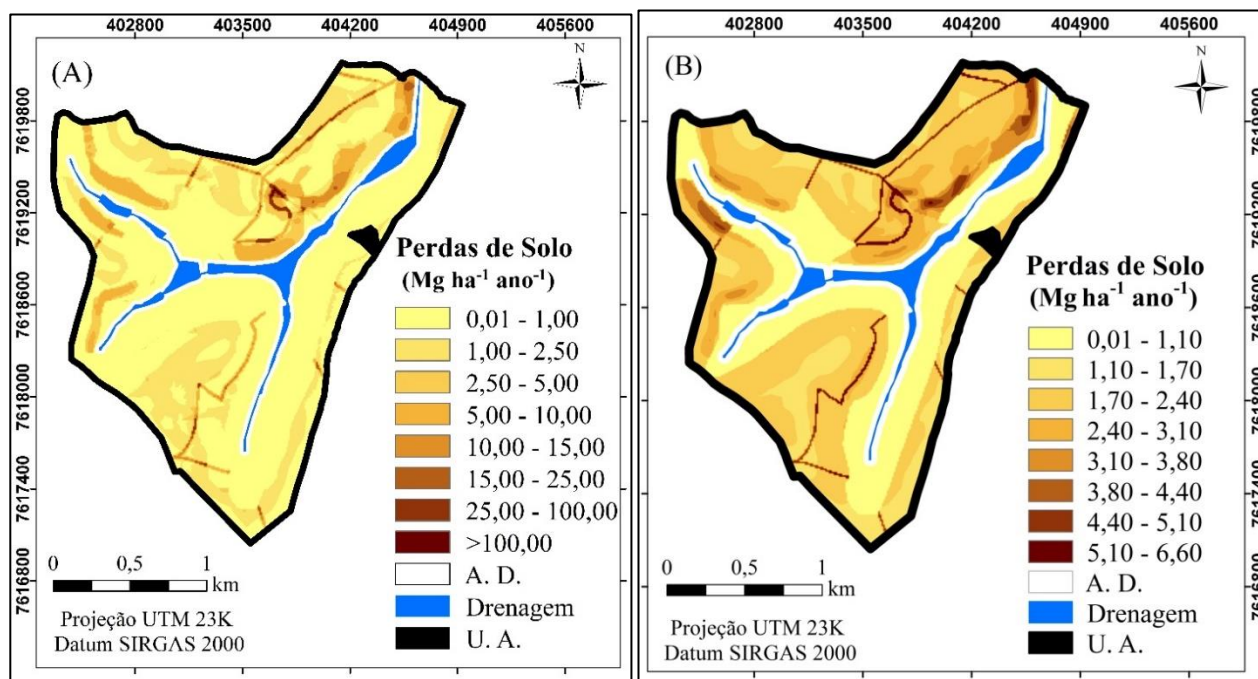 402800 403500 404200 404900 405600
(A)
N
7619800
7619200
7618600
7618000
7617400
7616800
Perdas de Solo
(Mg ha⁻¹ ano⁻¹)
0,01 - 1,00
1,00 - 2,50
2,50 - 5,00
5,00 - 10,00
10,00 - 15,00
15,00 - 25,00
25,00 - 100,00
>100,00
A. D.
Drenagem
U. A.
0 0,5 1
km
Projeção UTM 23K
Datum SIRGAS 2000
402800 403500 404200 404900 405600
(B)
N
7619800
7619200
7618600
7618000
7617400
7616800
Perdas de Solo
(Mg ha⁻¹ ano⁻¹)
0,01 - 1,10
1,10 - 1,70
1,70 - 2,40
2,40 - 3,10
3,10 - 3,80
3,80 - 4,40
4,40 - 5,10
5,10 - 6,60
A. D.
Drenagem
U. A.
0 0,5 1
km
Projeção UTM 23K
Datum SIRGAS 2000